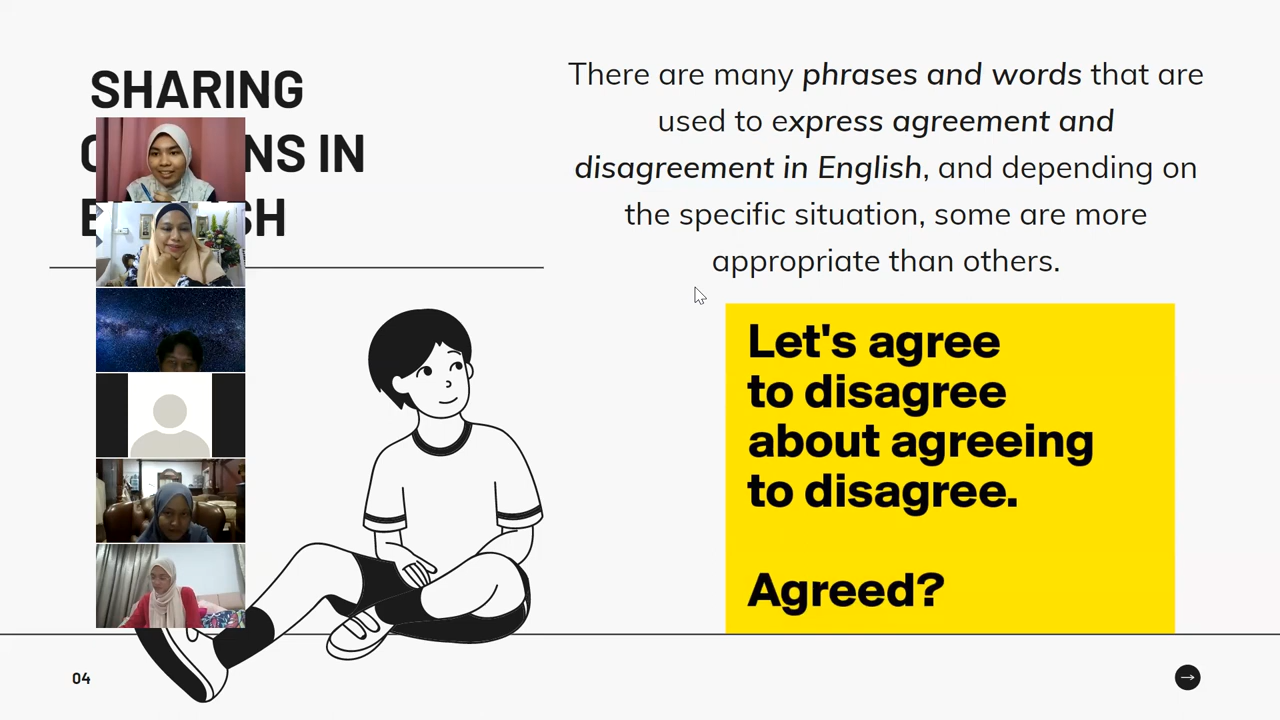 SHARING
NS IN
SH
There are many phrases and words that are
used to express agreement and
disagreement in English, and depending on
the specific situation, some are more
appropriate than others.
Let's agree
to disagree
about agreeing
to disagree.
Agreed?
04